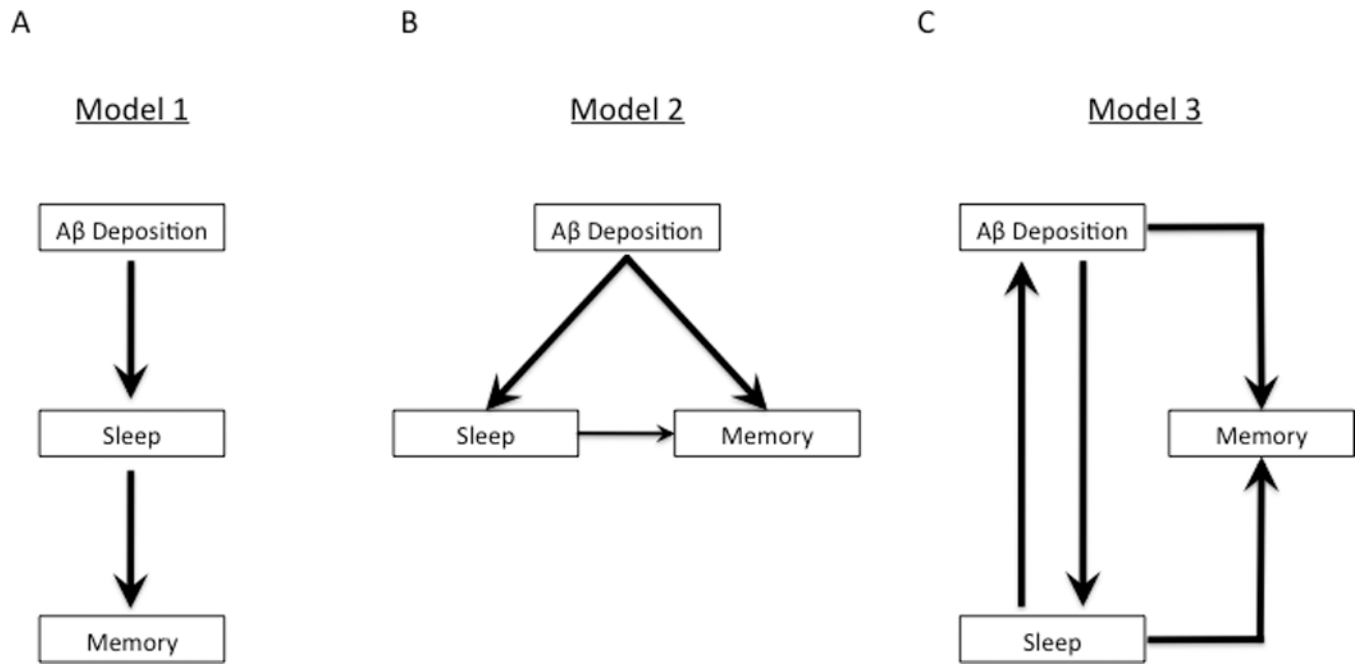 A
B
C
Model 1
Model 2
Model 3
Aβ Deposition
Sleep
Memory
Aβ Deposition
Sleep
Memory
Aβ Deposition
Memory
Sleep